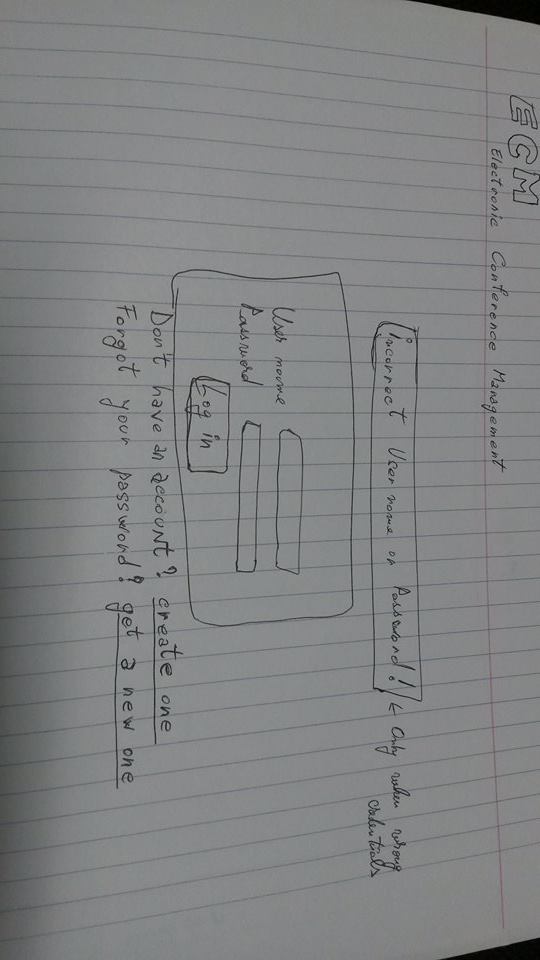 ECM
Electronic Conference Management
Incorrect User name or Password! ← Only when wrong
credentials
User name
Password
Log in
Don't have an account? create one
Forgot your password? get a new one